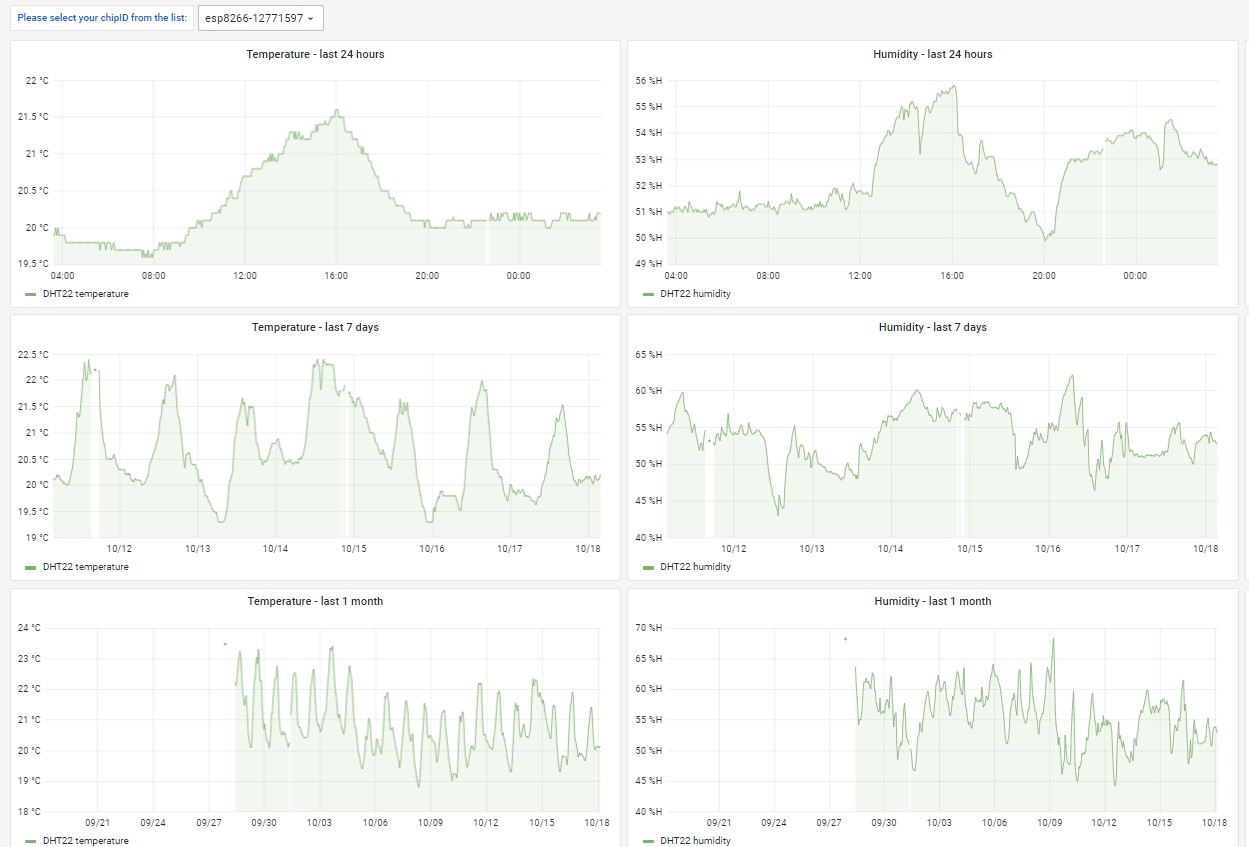 Please select your chipID from the list: esp8266-12771597
Temperature - last 24 hours
22 °C
21.5 °C
21 °C
20.5 °C
20 °C
19.5 °C
04:00 08:00 12:00 16:00 20:00 00:00
DHT22 temperature
Humidity - last 24 hours
56 %H
55 %H
54 %H
53 %H
52 %H
51 %H
50 %H
49 %H
04:00 08:00 12:00 16:00 20:00 00:00
DHT22 humidity
Temperature - last 7 days
22.5 °C
22 °C
21.5 °C
21 °C
20.5 °C
20 °C
19.5 °C
19 °C
10/12 10/13 10/14 10/15 10/16 10/17 10/18
DHT22 temperature
Humidity - last 7 days
65 %H
60 %H
55 %H
50 %H
45 %H
40 %H
10/12 10/13 10/14 10/15 10/16 10/17 10/18
DHT22 humidity
Temperature - last 1 month
24 °C
23 °C
22 °C
21 °C
20 °C
19 °C
18 °C
09/21 09/24 09/27 09/30 10/03 10/06 10/09 10/12 10/15 10/18
DHT22 temperature
Humidity - last 1 month
70 %H
65 %H
60 %H
55 %H
50 %H
45 %H
40 %H
09/21 09/24 09/27 09/30 10/03 10/06 10/09 10/12 10/15 10/18
DHT22 humidity